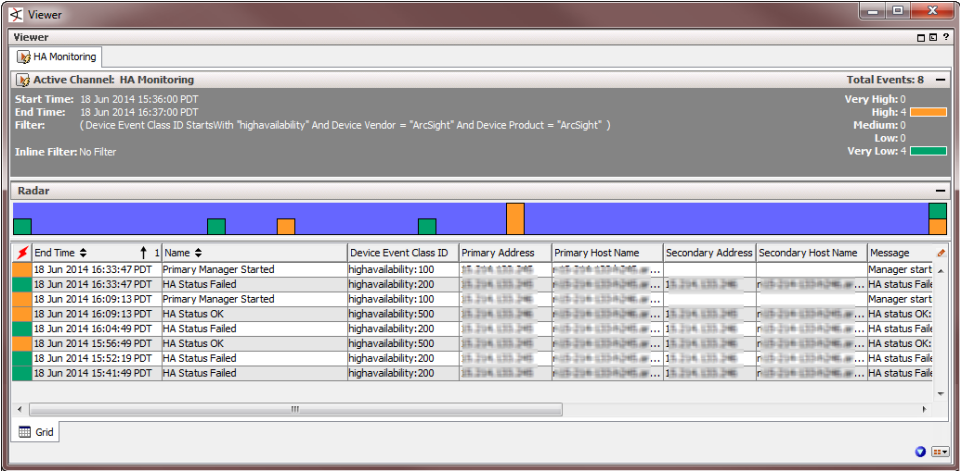 Viewer
Viewer
HA Monitoring
Active Channel: HA Monitoring Total Events: 8
Start Time: 18 Jun 2014 15:36:00 PDT Very High: 0
End Time: 18 Jun 2014 16:37:00 PDT High: 4
Filter: ( Device Event Class ID StartsWith "highavailability" And Device Vendor = "ArcSight" And Device Product = "ArcSight" ) Medium: 0
Low: 0
Inline Filter: No Filter Very Low: 4
Radar
End Time 1 Name Device Event Class ID Primary Address Primary Host Name Secondary Address Secondary Host Name Message
18 Jun 2014 16:33:47 PDT Primary Manager Started highavailability:100 Manager start
18 Jun 2014 16:33:47 PDT HA Status Failed highavailability:200 HA status Faile
18 Jun 2014 16:09:13 PDT Primary Manager Started highavailability:100 Manager start
18 Jun 2014 16:09:13 PDT HA Status OK highavailability:500 HA status OK:
18 Jun 2014 16:04:49 PDT HA Status Failed highavailability:200 HA status Faile
18 Jun 2014 15:56:49 PDT HA Status OK highavailability:500 HA status OK:
18 Jun 2014 15:52:19 PDT HA Status Failed highavailability:200 HA status Faile
18 Jun 2014 15:41:49 PDT HA Status Failed highavailability:200 HA status Faile
Grid